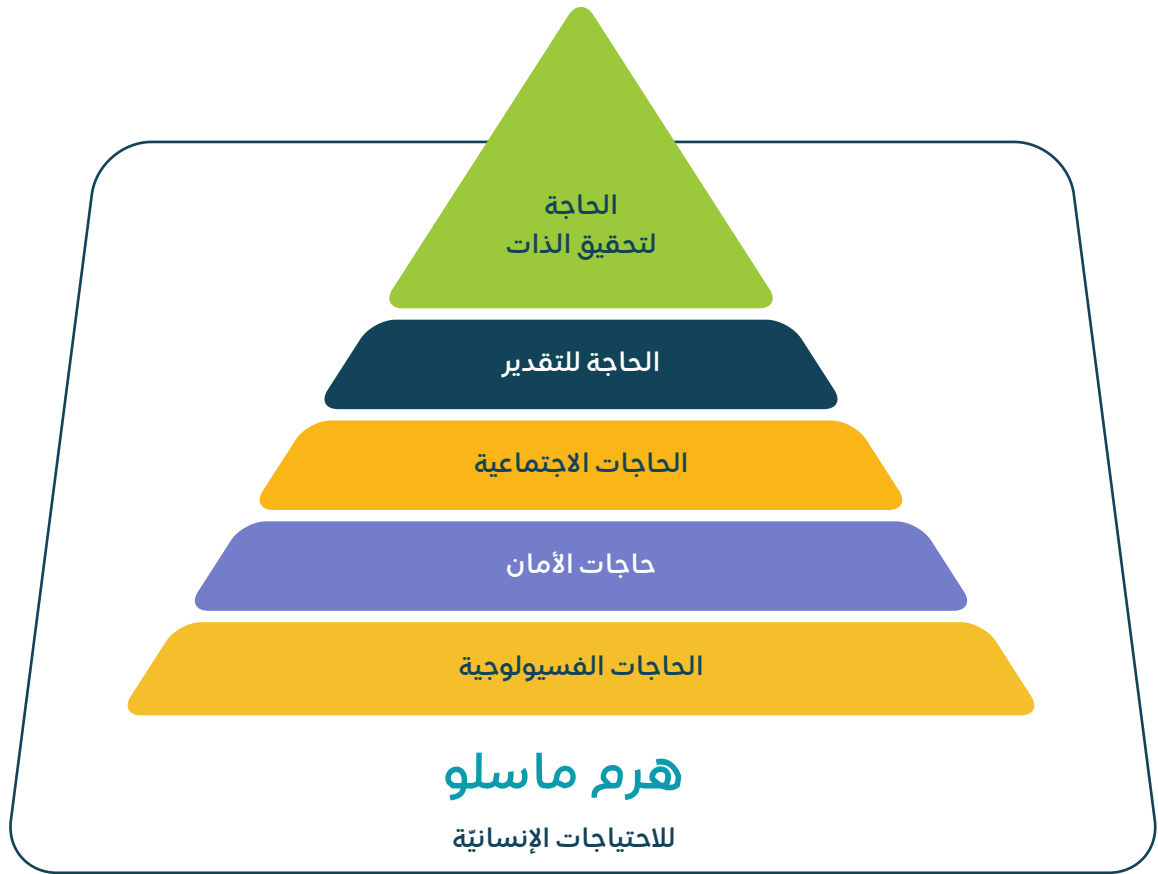 الحاجة
لتحقيق الذات
الحاجة للتقدير
الحاجات الاجتماعية
حاجات الأمان
الحاجات الفسيولوجية
هرم ماسلو
للاحتياجات الإنسانيّة